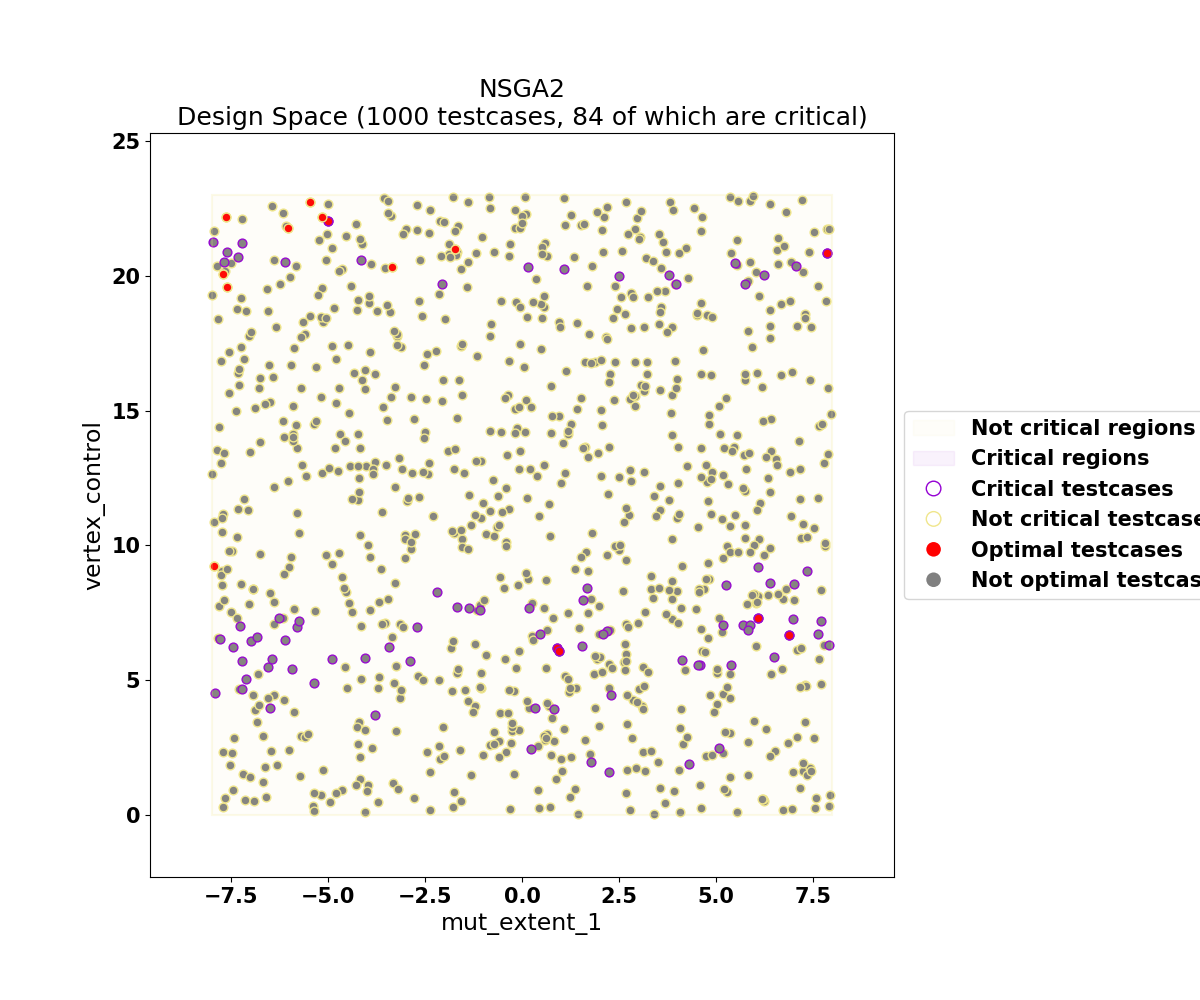 NSGA2
Design Space (1000 testcases, 84 of which are critical)
25
20
15
10
5
0
vertex_control
−7.5 −5.0 −2.5 0.0 2.5 5.0 7.5
mut_extent_1
Not critical regions
Critical regions
Critical testcases
Not critical testcase
Optimal testcases
Not optimal testcas